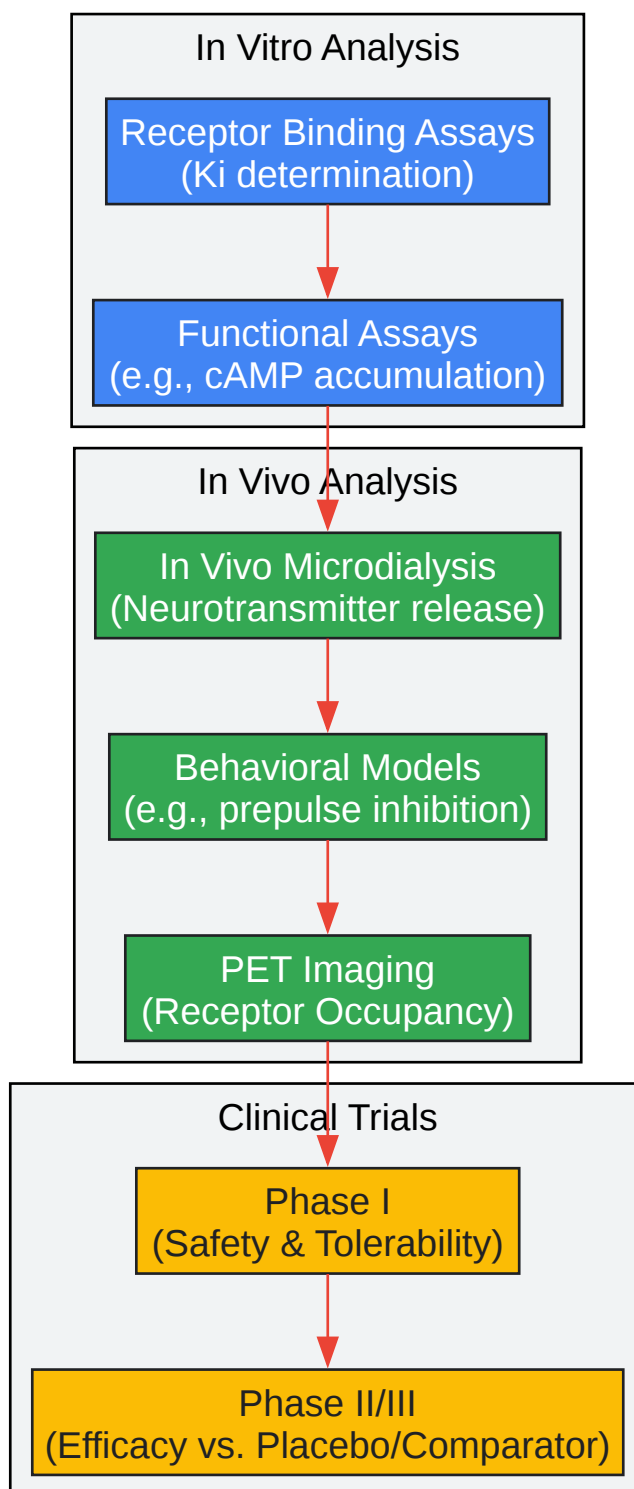 In Vitro Analysis
Receptor Binding Assays
(Ki determination)
Functional Assays
(e.g., cAMP accumulation)
In Vivo Analysis
In Vivo Microdialysis
(Neurotransmitter release)
Behavioral Models
(e.g., prepulse inhibition)
PET Imaging
(Receptor Occupancy)
Clinical Trials
Phase I
(Safety & Tolerability)
Phase II/III
(Efficacy vs. Placebo/Comparator)